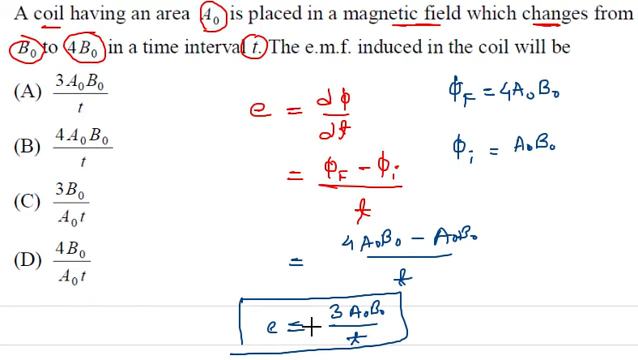 A coil having an area A₀ is placed in a magnetic field which changes from
B₀ to 4B₀ in a time interval t. The e.m.f. induced in the coil will be
(A) 3A₀B₀/t
(B) 4A₀B₀/t
(C) 3B₀/A₀t
(D) 4B₀/A₀t
e = dϕ/dt
= ϕF − ϕi / t
= 4A₀B₀ − A₀B₀ / t
e = 3A₀B₀/t
ϕF = 4A₀B₀
ϕi = A₀B₀